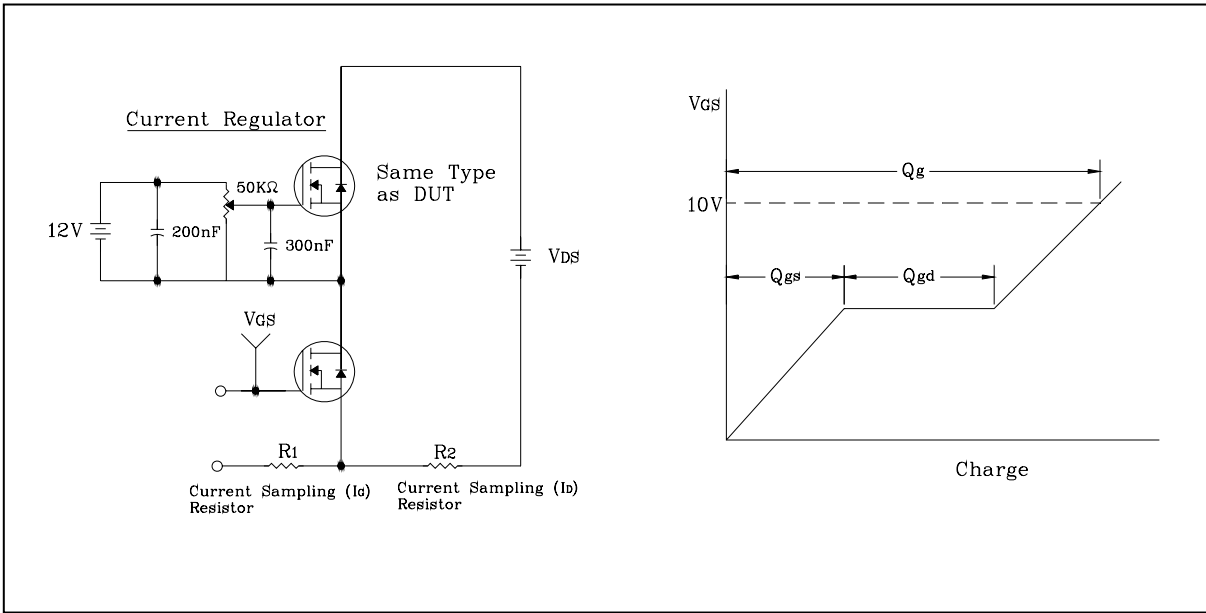 Current Regulator
Same Type
as DUT
50KΩ
12V
200nF
300nF
VDS
VGS
R1
R2
Current Sampling (IG)
Resistor
Current Sampling (ID)
Resistor
VGS
Qg
10V
Qgs
Qgd
Charge